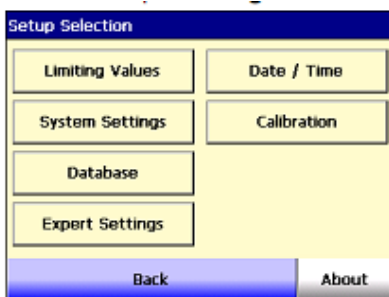 Setup Selection
Limiting Values
Date / Time
System Settings
Calibration
Database
Expert Settings
Back
About